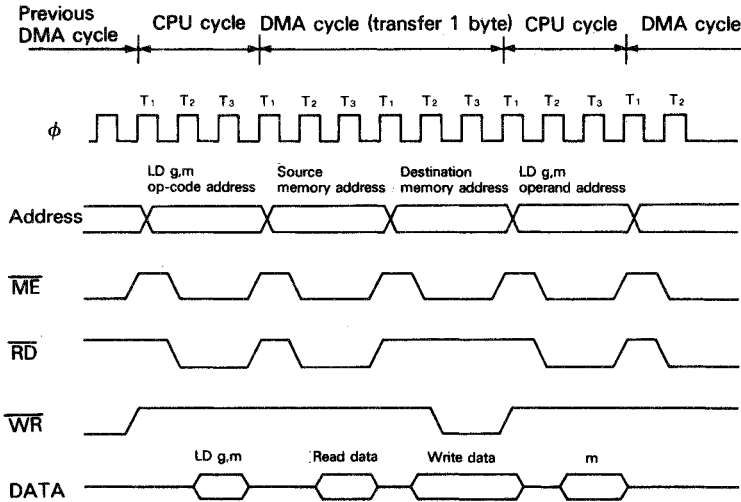 Previous DMA cycle
CPU cycle
DMA cycle (transfer 1 byte)
CPU cycle
DMA cycle
T1 T2 T3 T1 T2 T3 T1 T2 T3 T1 T2 T3 T1 T2
φ
LD g,m
op-code address
Source
memory address
Destination
memory address
LD g,m
operand address
Address
ME
RD
WR
LD g,m
Read data
Write data
m
DATA